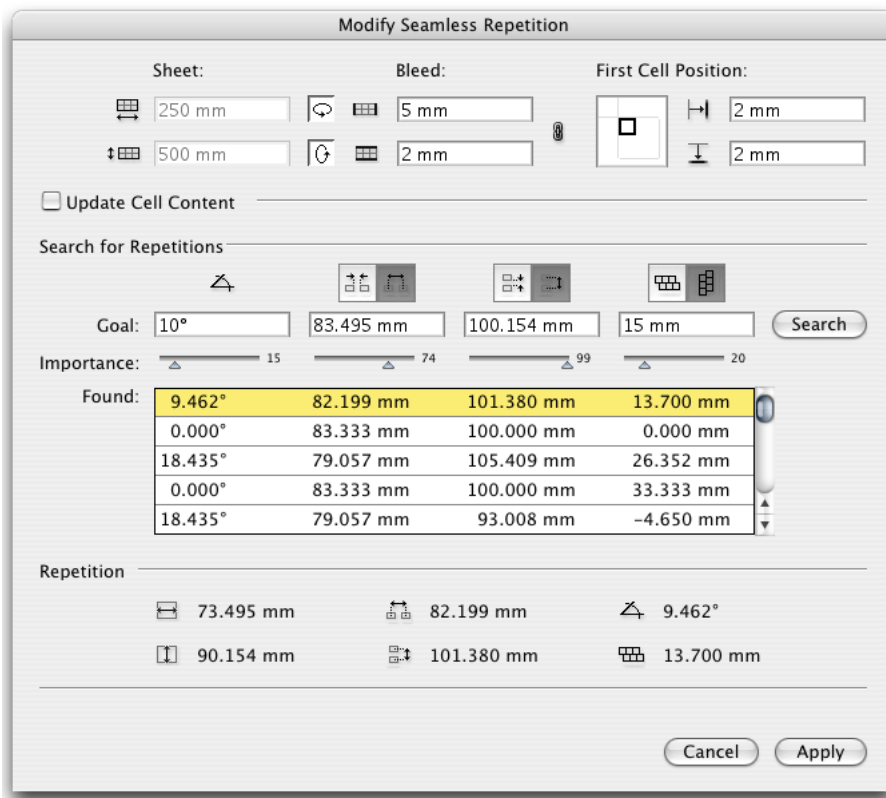 Modify Seamless Repetition
Sheet: Bleed: First Cell Position:
250 mm 5 mm 2 mm
500 mm 2 mm 2 mm
Update Cell Content
Search for Repetitions
Goal: 10° 83.495 mm 100.154 mm 15 mm Search
Importance: 15 74 99 20
Found: 9.462° 82.199 mm 101.380 mm 13.700 mm
0.000° 83.333 mm 100.000 mm 0.000 mm
18.435° 79.057 mm 105.409 mm 26.352 mm
0.000° 83.333 mm 100.000 mm 33.333 mm
18.435° 79.057 mm 93.008 mm -4.650 mm
Repetition
73.495 mm 82.199 mm 9.462°
90.154 mm 101.380 mm 13.700 mm
Cancel Apply